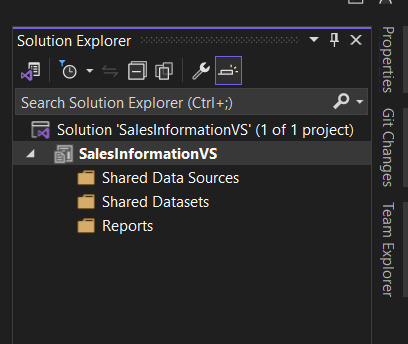 Solution Explorer
Search Solution Explorer (Ctrl+;)
Solution 'SalesInformationVS' (1 of 1 project)
SalesInformationVS
Shared Data Sources
Shared Datasets
Reports
Properties
Git Changes
Team Explorer